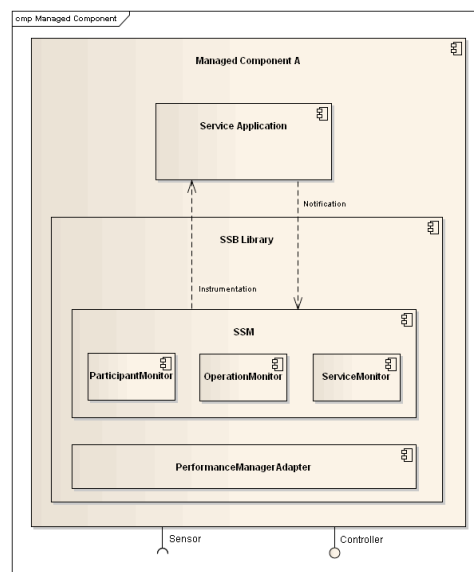 cmp Managed Component
Managed Component A
Service Application
Notification
SSB Library
Instrumentation
SSM
ParticipantMonitor
OperationMonitor
ServiceMonitor
PerformanceManagerAdapter
Sensor
Controller